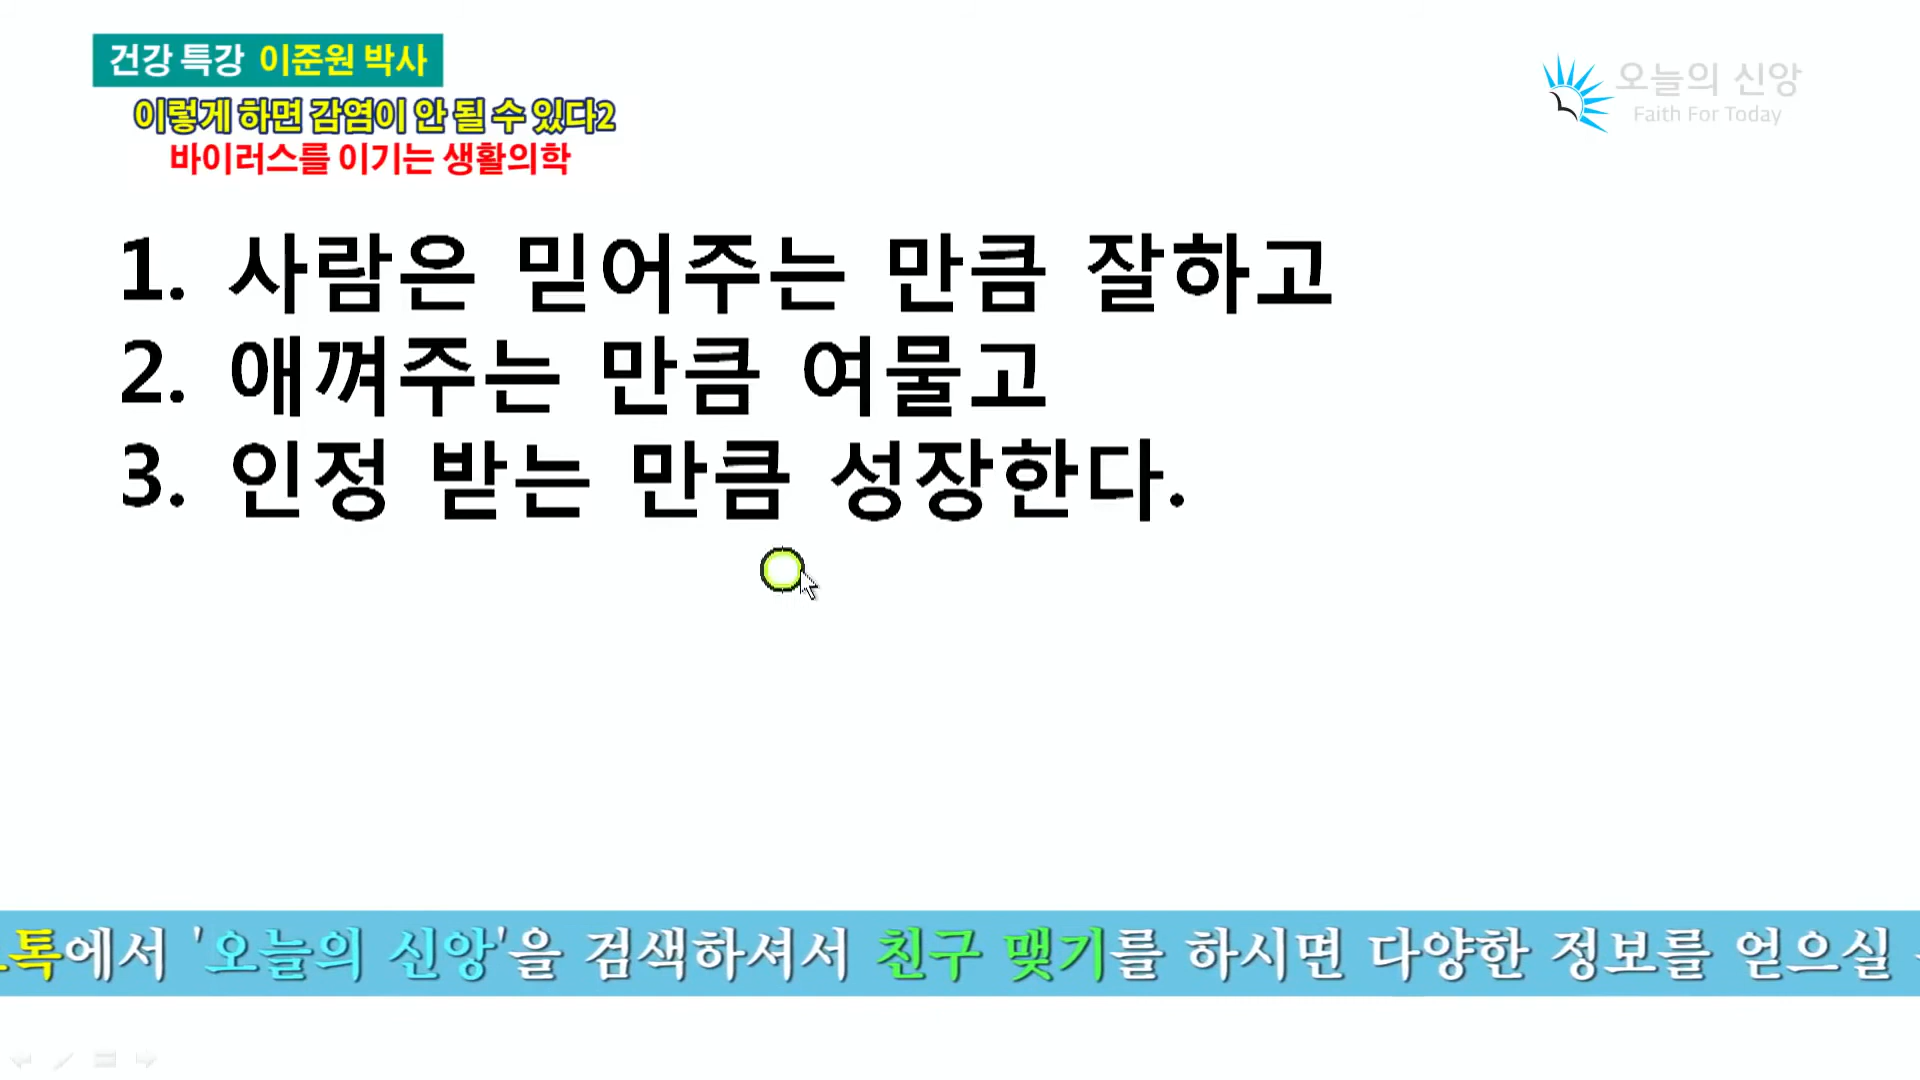 건강 특강 이준원 박사
이렇게 하면 감염이 안 될 수 있다2
바이러스를 이기는 생활의학
오늘의 신앙
Faith For Today
1. 사람은 믿어주는 만큼 잘하고
2. 애껴주는 만큼 여물고
3. 인정 받는 만큼 성장한다.
톡에서 '오늘의 신앙'을 검색하셔서 친구 맺기를 하시면 다양한 정보를 얻으실